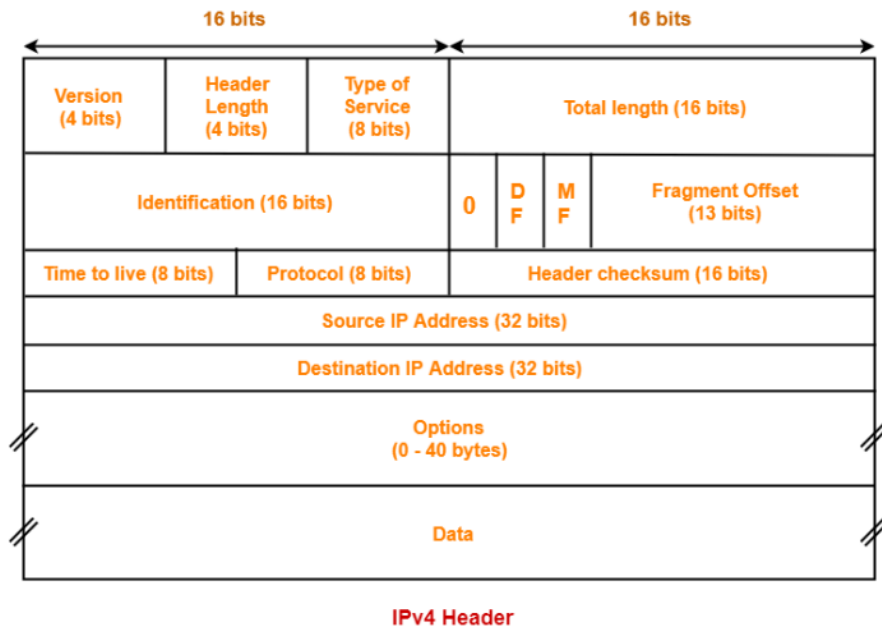 16 bits
16 bits
Version
(4 bits)
Header
Length
(4 bits)
Type of
Service
(8 bits)
Total length (16 bits)
Identification (16 bits)
0
D
F
M
F
Fragment Offset
(13 bits)
Time to live (8 bits)
Protocol (8 bits)
Header checksum (16 bits)
Source IP Address (32 bits)
Destination IP Address (32 bits)
Options
(0 - 40 bytes)
Data
IPv4 Header